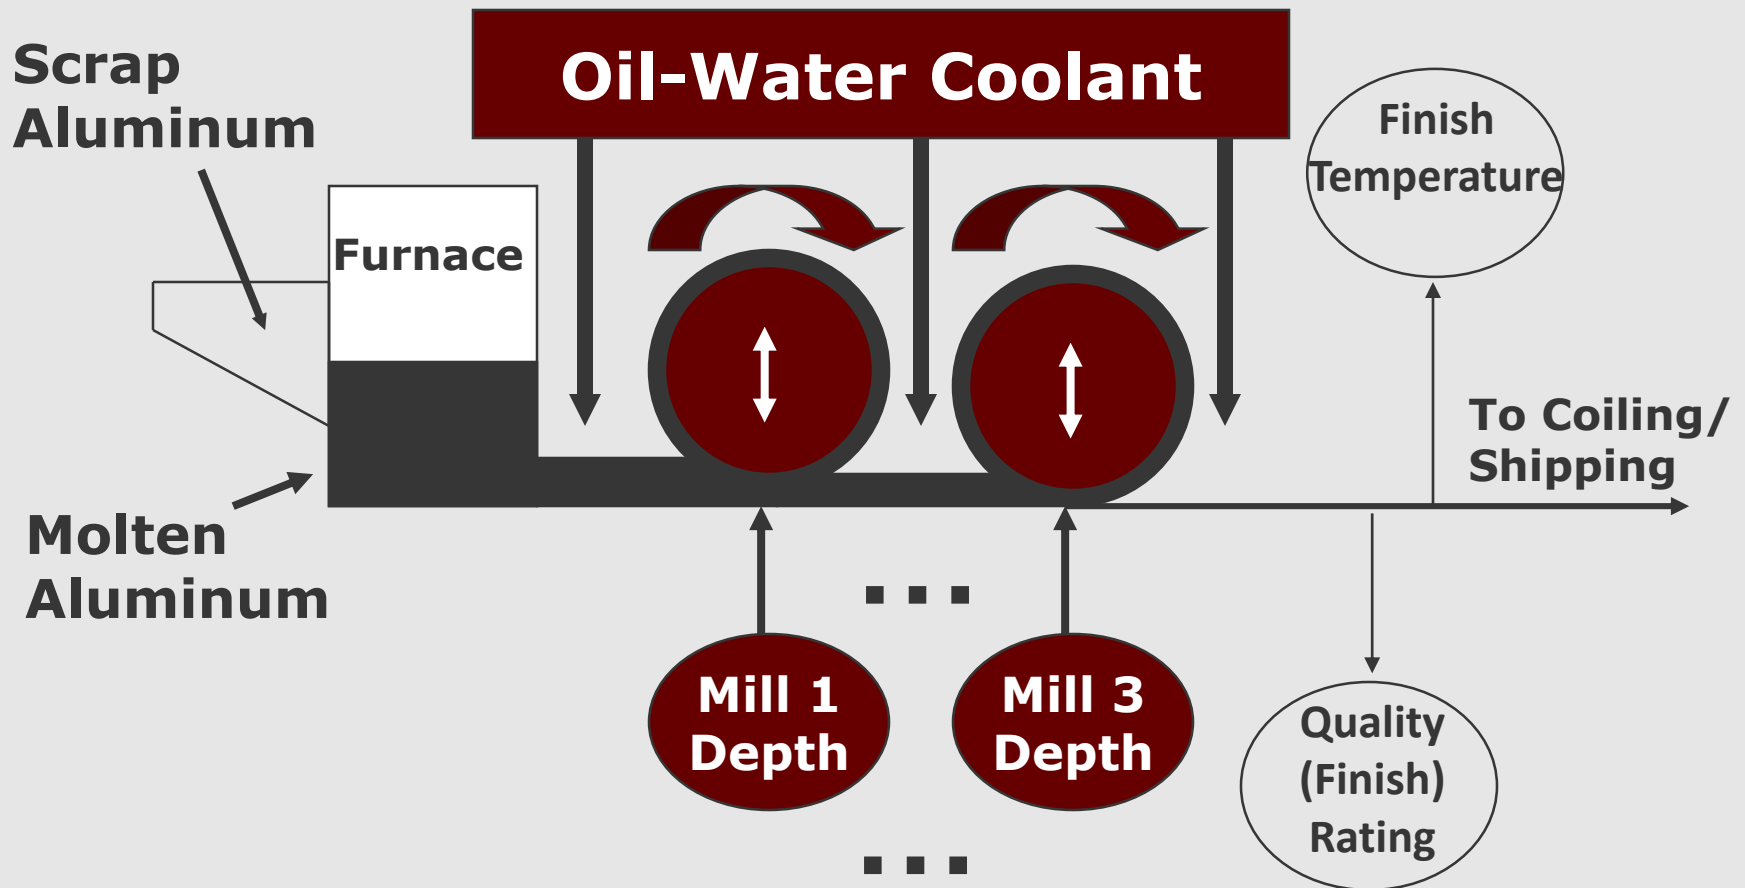 Scrap
Aluminum
Oil-Water Coolant
Finish
Temperature
Furnace
To Coiling/
Shipping
Molten
Aluminum
...
Mill 1
Depth
Mill 3
Depth
Quality
(Finish)
Rating
...